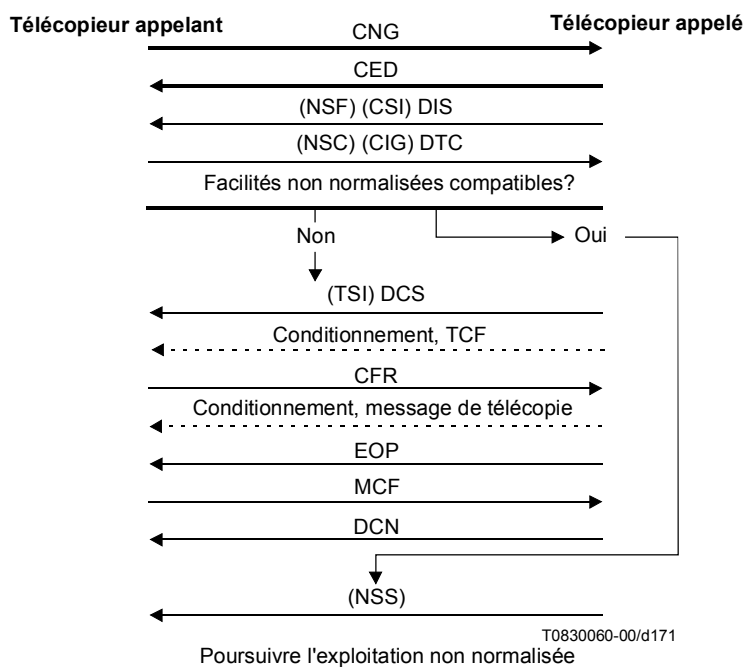 Télécopieur appelant
Télécopieur appelé
CNG
CED
(NSF) (CSI) DIS
(NSC) (CIG) DTC
Facilités non normalisées compatibles?
Non
Oui
(TSI) DCS
Conditionnement, TCF
CFR
Conditionnement, message de télécopie
EOP
MCF
DCN
(NSS)
T0830060-00/d171
Poursuivre l'exploitation non normalisée